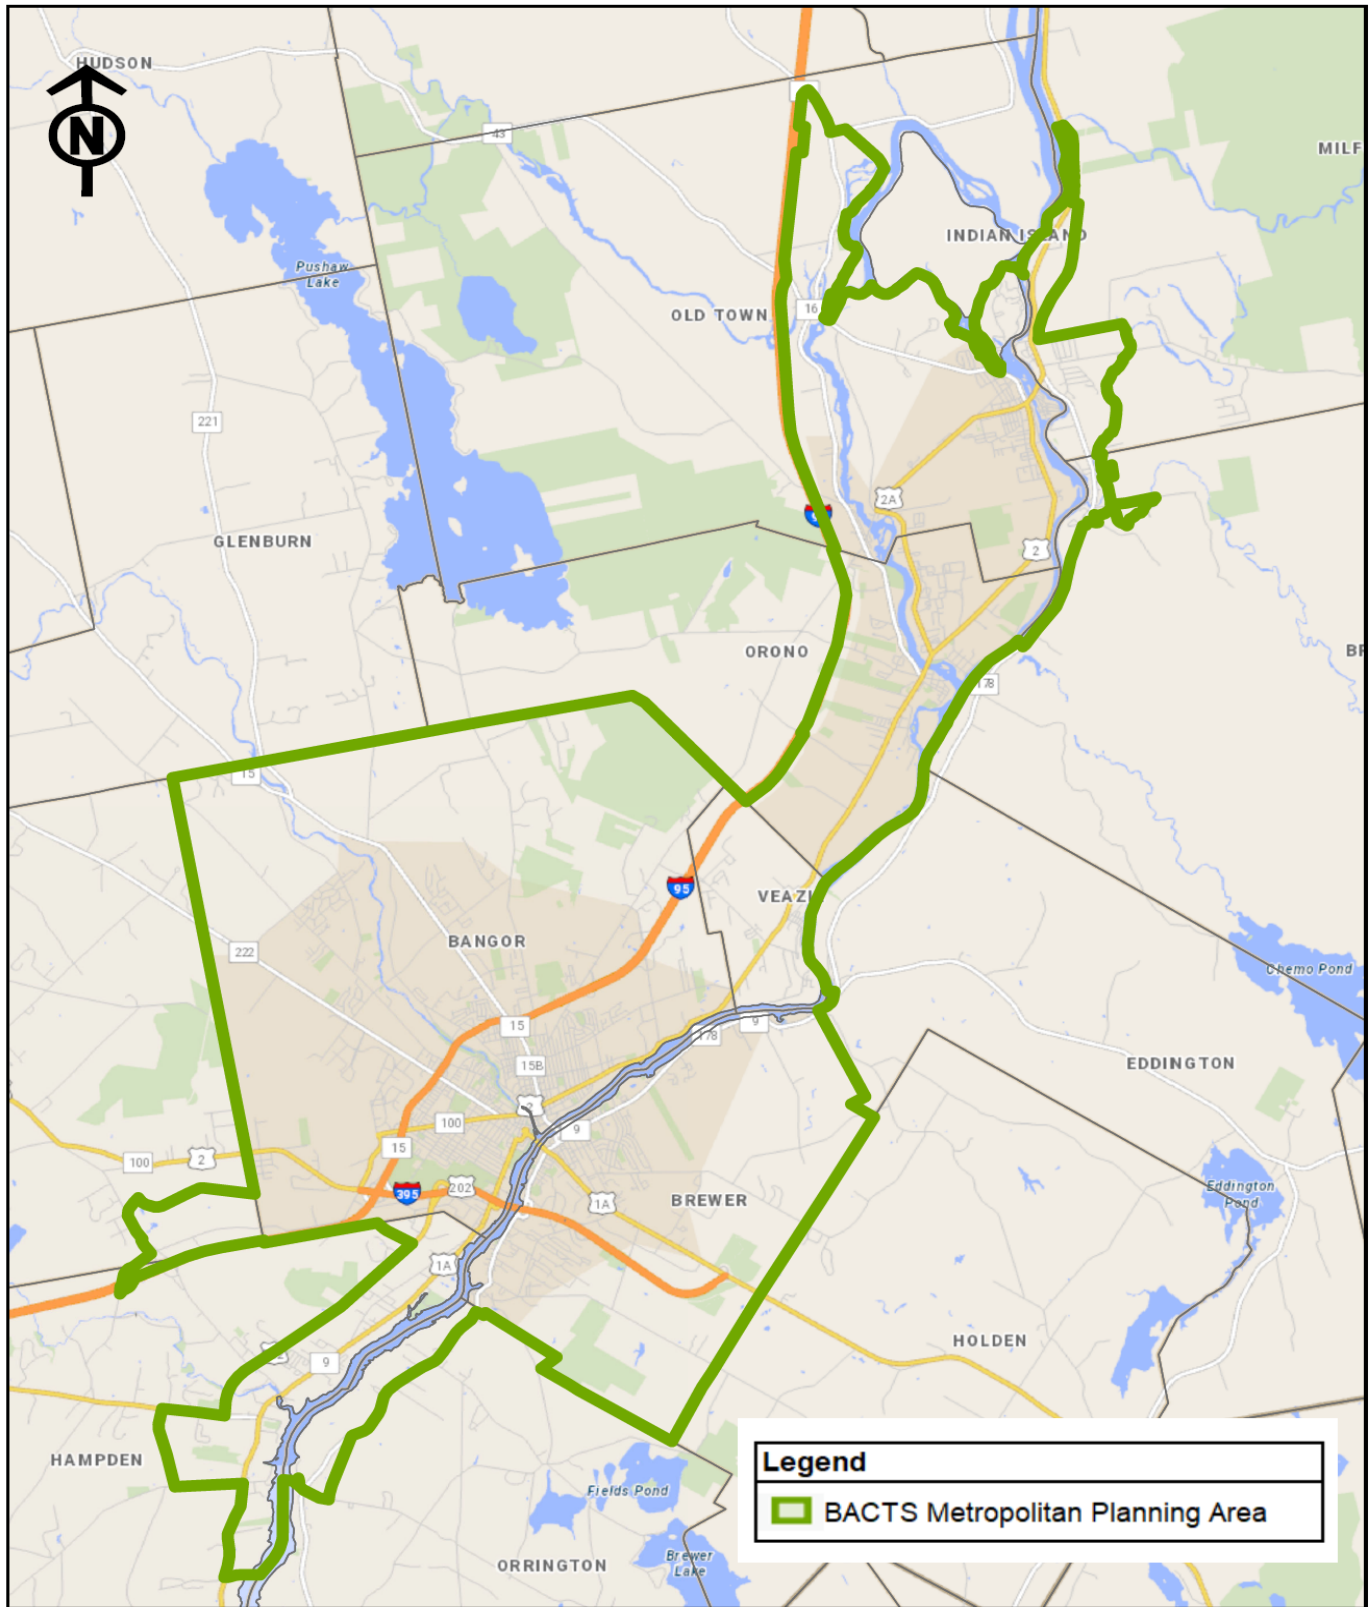 HUDSON
N
43
MILF
Pushaw
Lake
INDIAN ISLAND
OLD TOWN
16
221
2A
GLENBURN
2
ORONO
BR
178
15
95
VEAZI
222
BANGOR
Chemo Pond
15
9
178
15B
EDDINGTON
2
100
9
15
100
2
395
202
1A
BREWER
Eddington
Pond
1A
HOLDEN
9
HAMPDEN
Legend
Fields Pond
BACTS Metropolitan Planning Area
Brewer
Lake
ORRINGTON